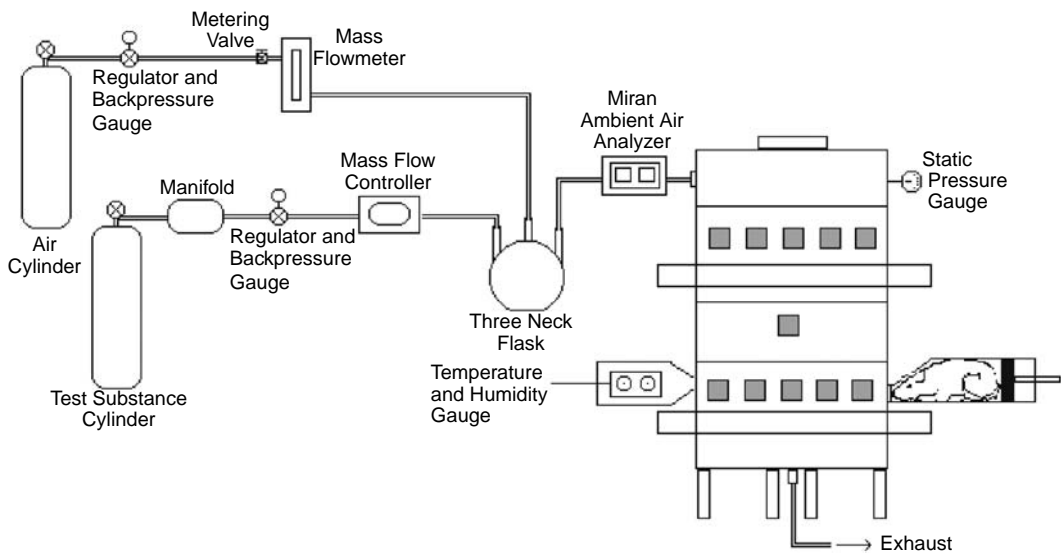 Metering
Valve
Mass
Flowmeter
Regulator and
Backpressure
Gauge
Miran
Ambient Air
Analyzer
Static
Pressure
Gauge
Manifold
Mass Flow
Controller
Regulator and
Backpressure
Gauge
Air
Cylinder
Three Neck
Flask
Temperature
and Humidity
Gauge
Test Substance
Cylinder
Exhaust